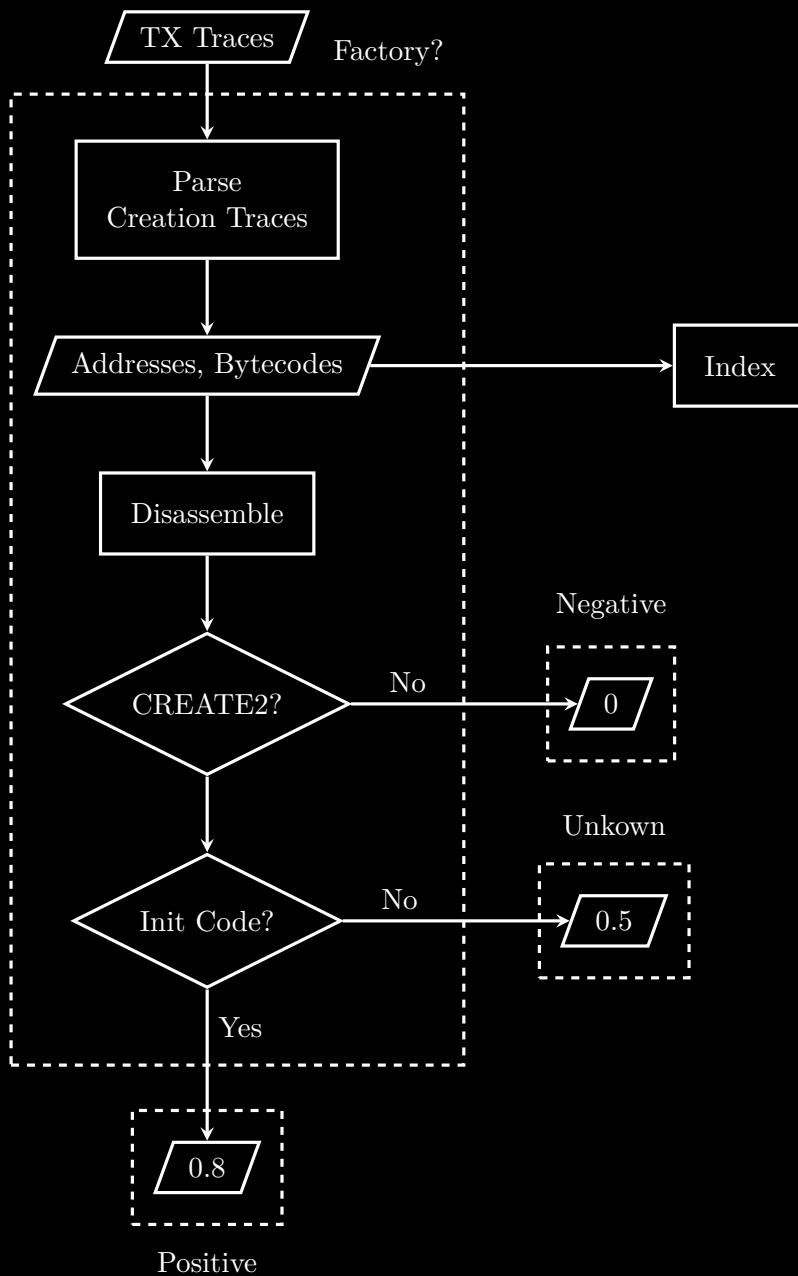 TX Traces
Factory?
Parse
Creation Traces
Addresses, Bytecodes
Index
Disassemble
Negative
CREATE2?
No
0
Unkown
Init Code?
No
0.5
Yes
0.8
Positive